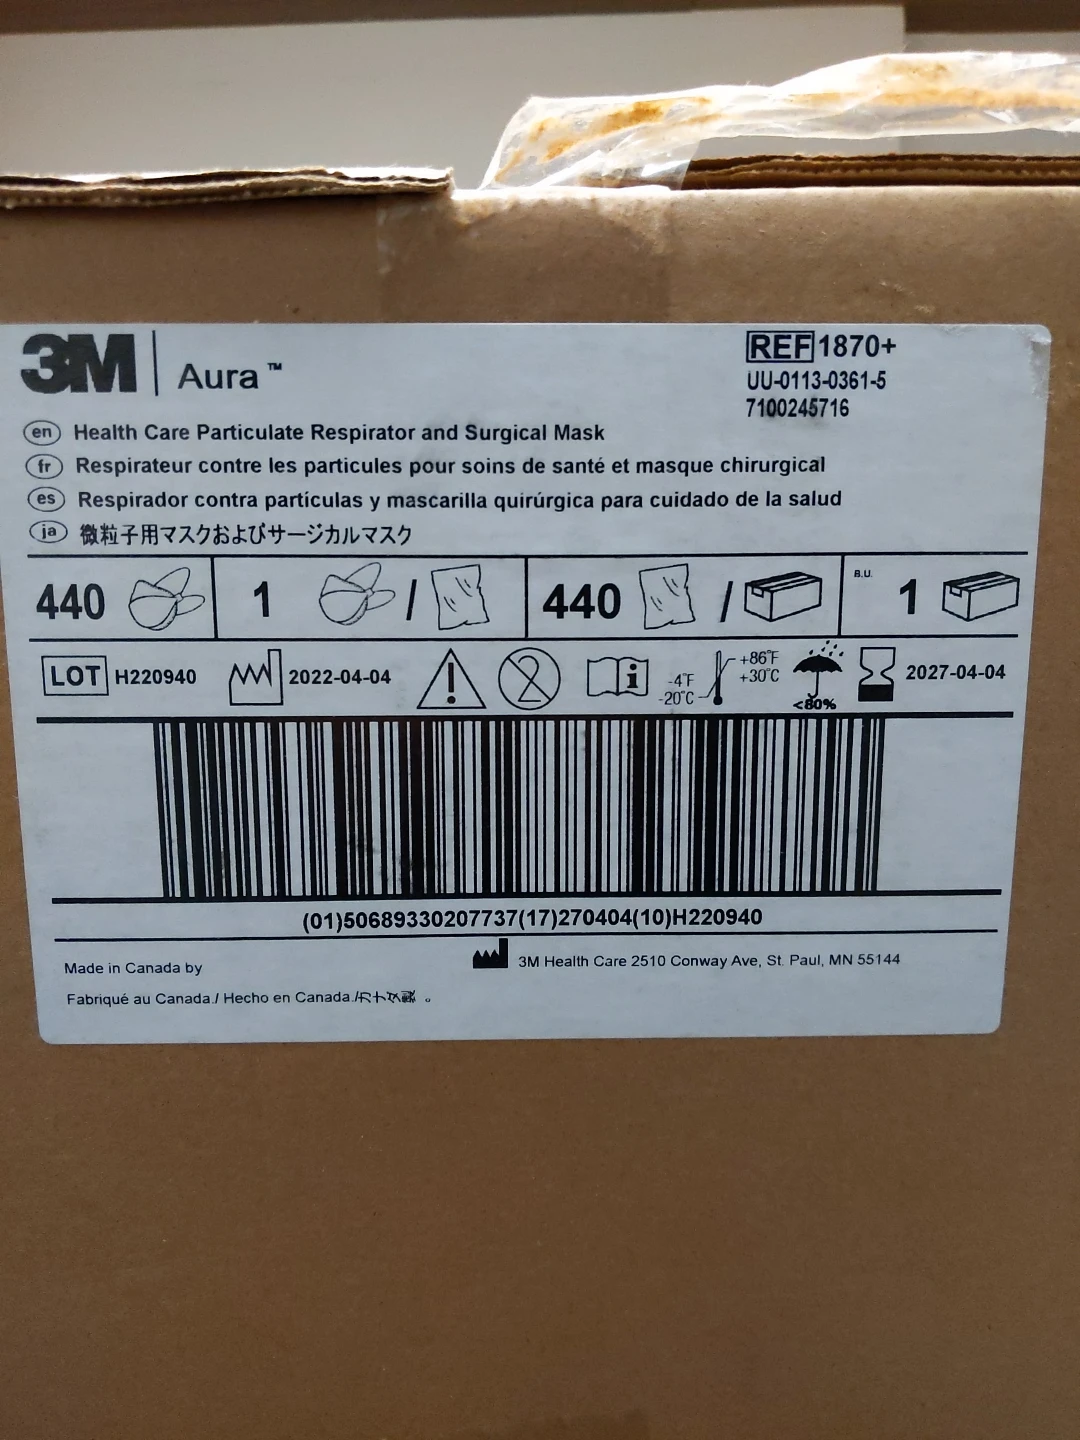 3M | Aura™
REF 1870+
UU-0113-0361-5
7100245716
en Health Care Particulate Respirator and Surgical Mask
fr Respirateur contre les particules pour soins de santé et masque chirurgical
es Respirador contra partículas y mascarilla quirúrgica para cuidado de la salud
ja 微粒子用マスクおよびサージカルマスク
440 1 / 440 / B.U. 1
LOT H220940 2022-04-04 -4°F -20°C +86°F +30°C <80% 2027-04-04
(01)50689330207737(17)270404(10)H220940
Made in Canada by 3M Health Care 2510 Conway Ave, St. Paul, MN 55144
Fabriqué au Canada./ Hecho en Canada./